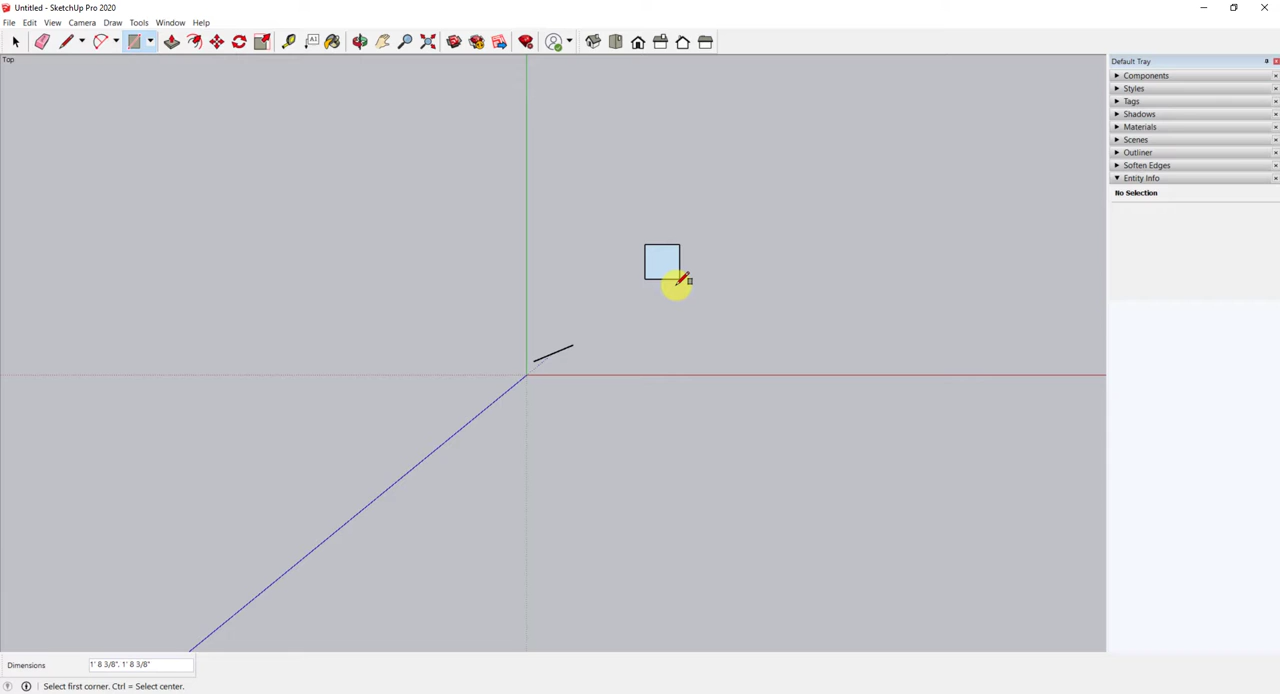 Untitled - SketchUp Pro 2020
File Edit View Camera Draw Tools Window Help
A1
Top
Default Tray
Components
Styles
Tags
Shadows
Materials
Scenes
Outliner
Soften Edges
Entity Info
No Selection
Dimensions 1' 8 3/8", 1' 8 3/8"
Select first corner. Ctrl = Select center.